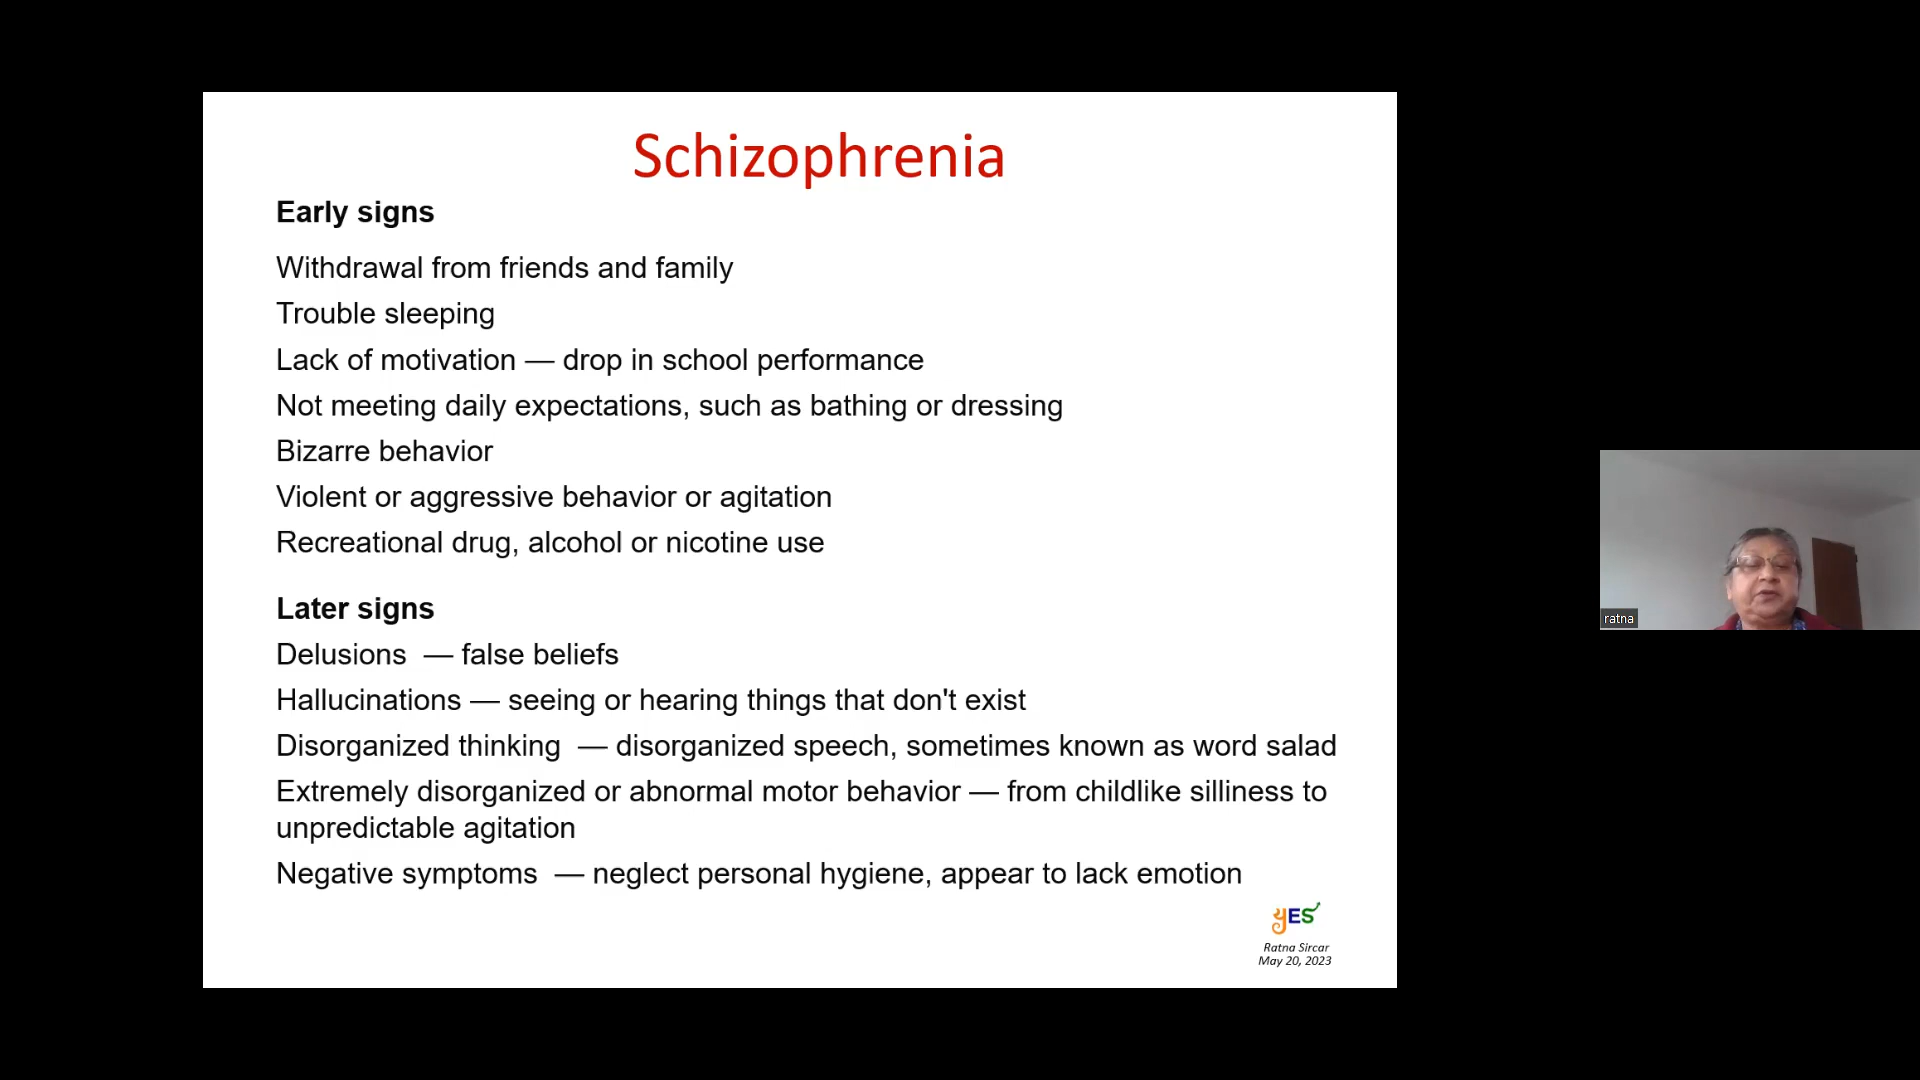 Schizophrenia
Early signs
Withdrawal from friends and family
Trouble sleeping
Lack of motivation — drop in school performance
Not meeting daily expectations, such as bathing or dressing
Bizarre behavior
Violent or aggressive behavior or agitation
Recreational drug, alcohol or nicotine use
Later signs
Delusions — false beliefs
Hallucinations — seeing or hearing things that don't exist
Disorganized thinking — disorganized speech, sometimes known as word salad
Extremely disorganized or abnormal motor behavior — from childlike silliness to
unpredictable agitation
Negative symptoms — neglect personal hygiene, appear to lack emotion
yES
Ratna Sircar
May 20, 2023
ratna